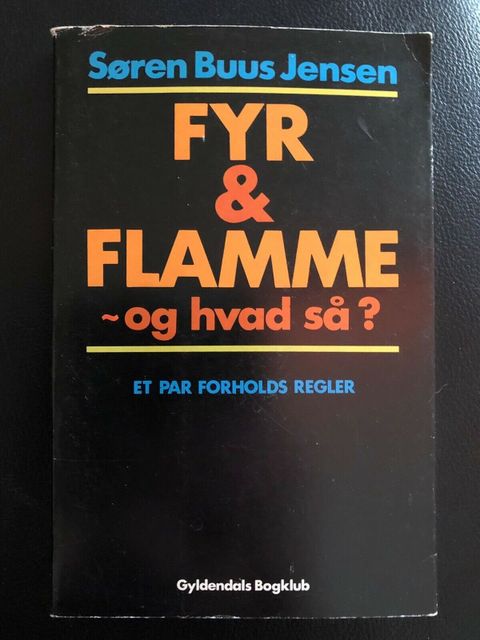 Søren Buus Jensen
FYR
&
FLAMME
~og hvad så?
ET PAR FORHOLDS REGLER
Gyldendals Bogklub